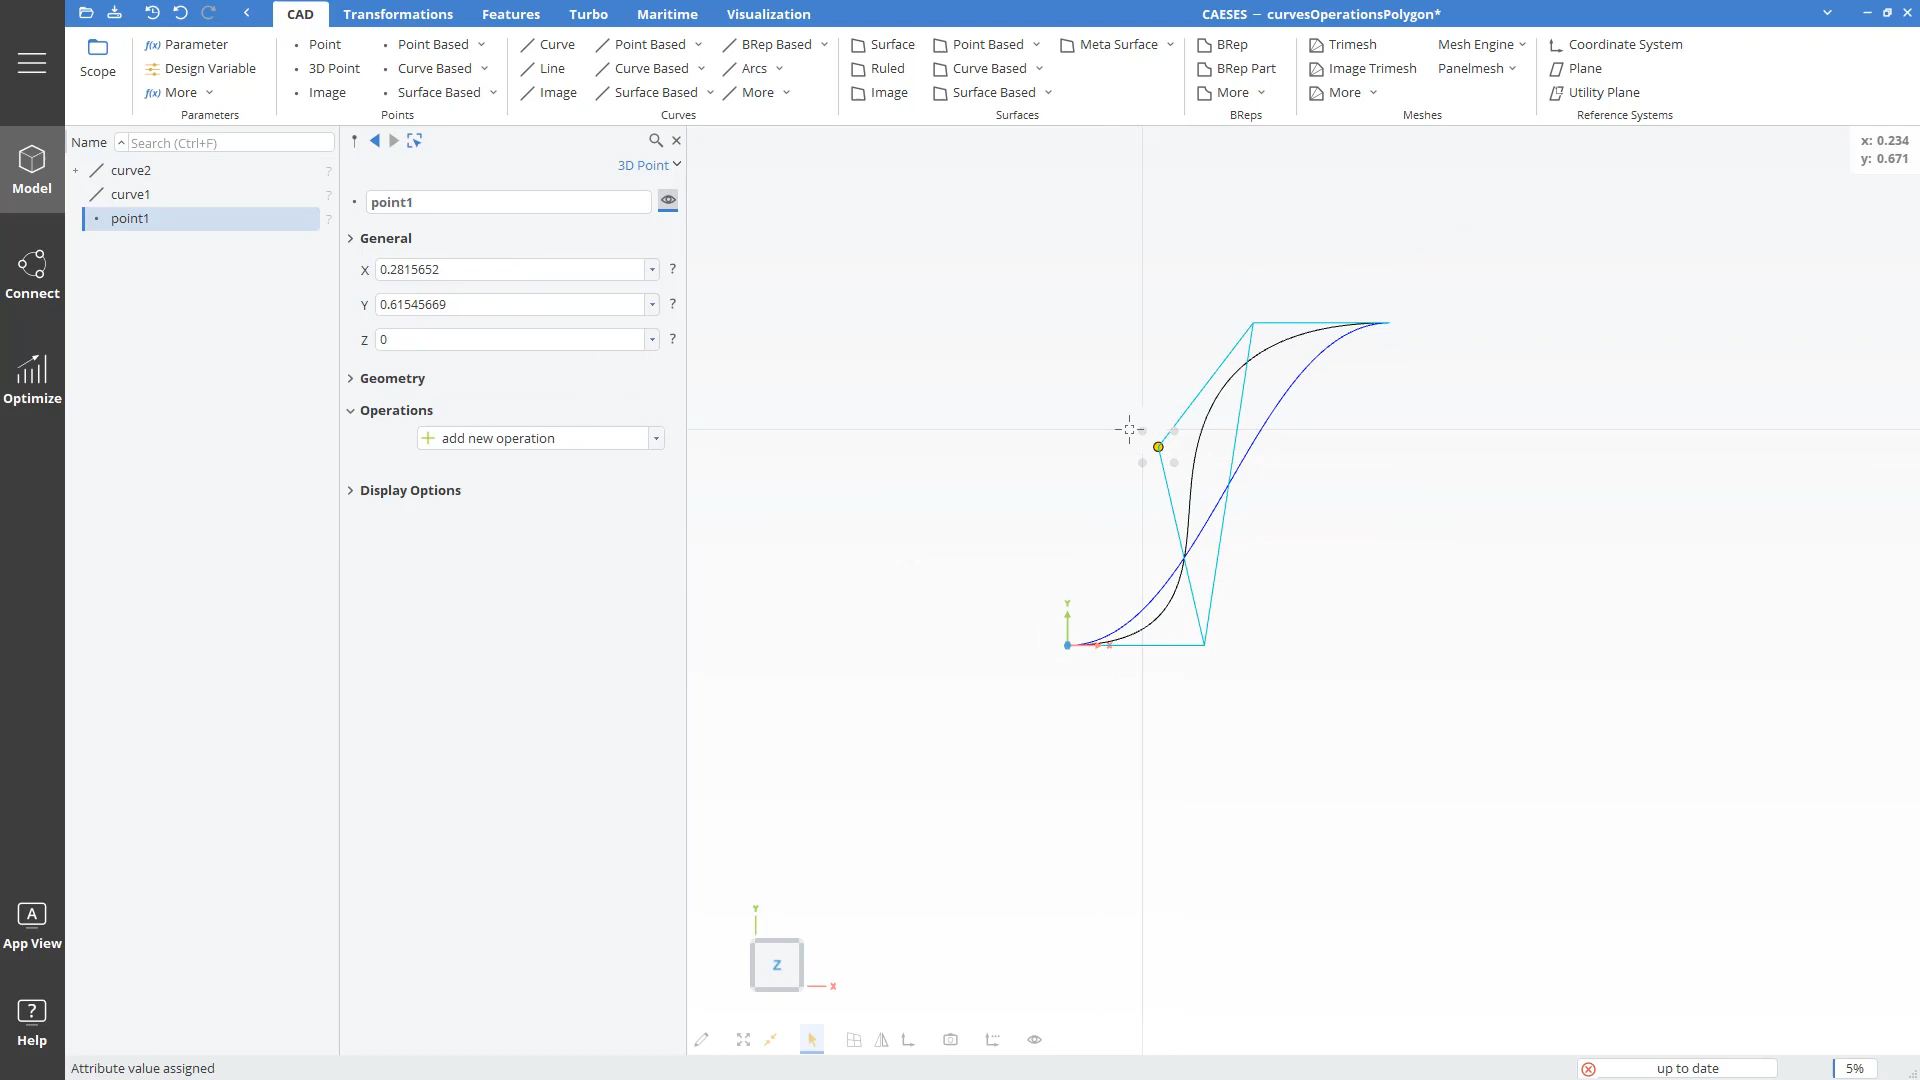 CAD
Transformations
Features
Turbo
Maritime
Visualization
CAESES — curvesOperationsPolygon*
Scope
f(x) Parameter
Design Variable
f(x) More
Parameters
Point
3D Point
Image
Point Based
Curve Based
Surface Based
Points
Curve
Line
Image
Point Based
Curve Based
Surface Based
BRep Based
Arcs
More
Curves
Surface
Ruled
Image
Point Based
Curve Based
Surface Based
Meta Surface
Surfaces
BRep
BRep Part
More
BReps
Trimesh
Image Trimesh
More
Mesh Engine
Panelmesh
Meshes
Coordinate System
Plane
Utility Plane
Reference Systems
Model
Connect
Optimize
A
App View
?
Help
Name
Search (Ctrl+F)
+ curve2 ?
curve1 ?
point1 ?
3D Point
point1
General
X 0.2815652 ?
Y 0.61545669 ?
Z 0 ?
Geometry
Operations
add new operation
Display Options
x: 0.234
y: 0.671
Y
x
Y
Z
X
Attribute value assigned
up to date
5%